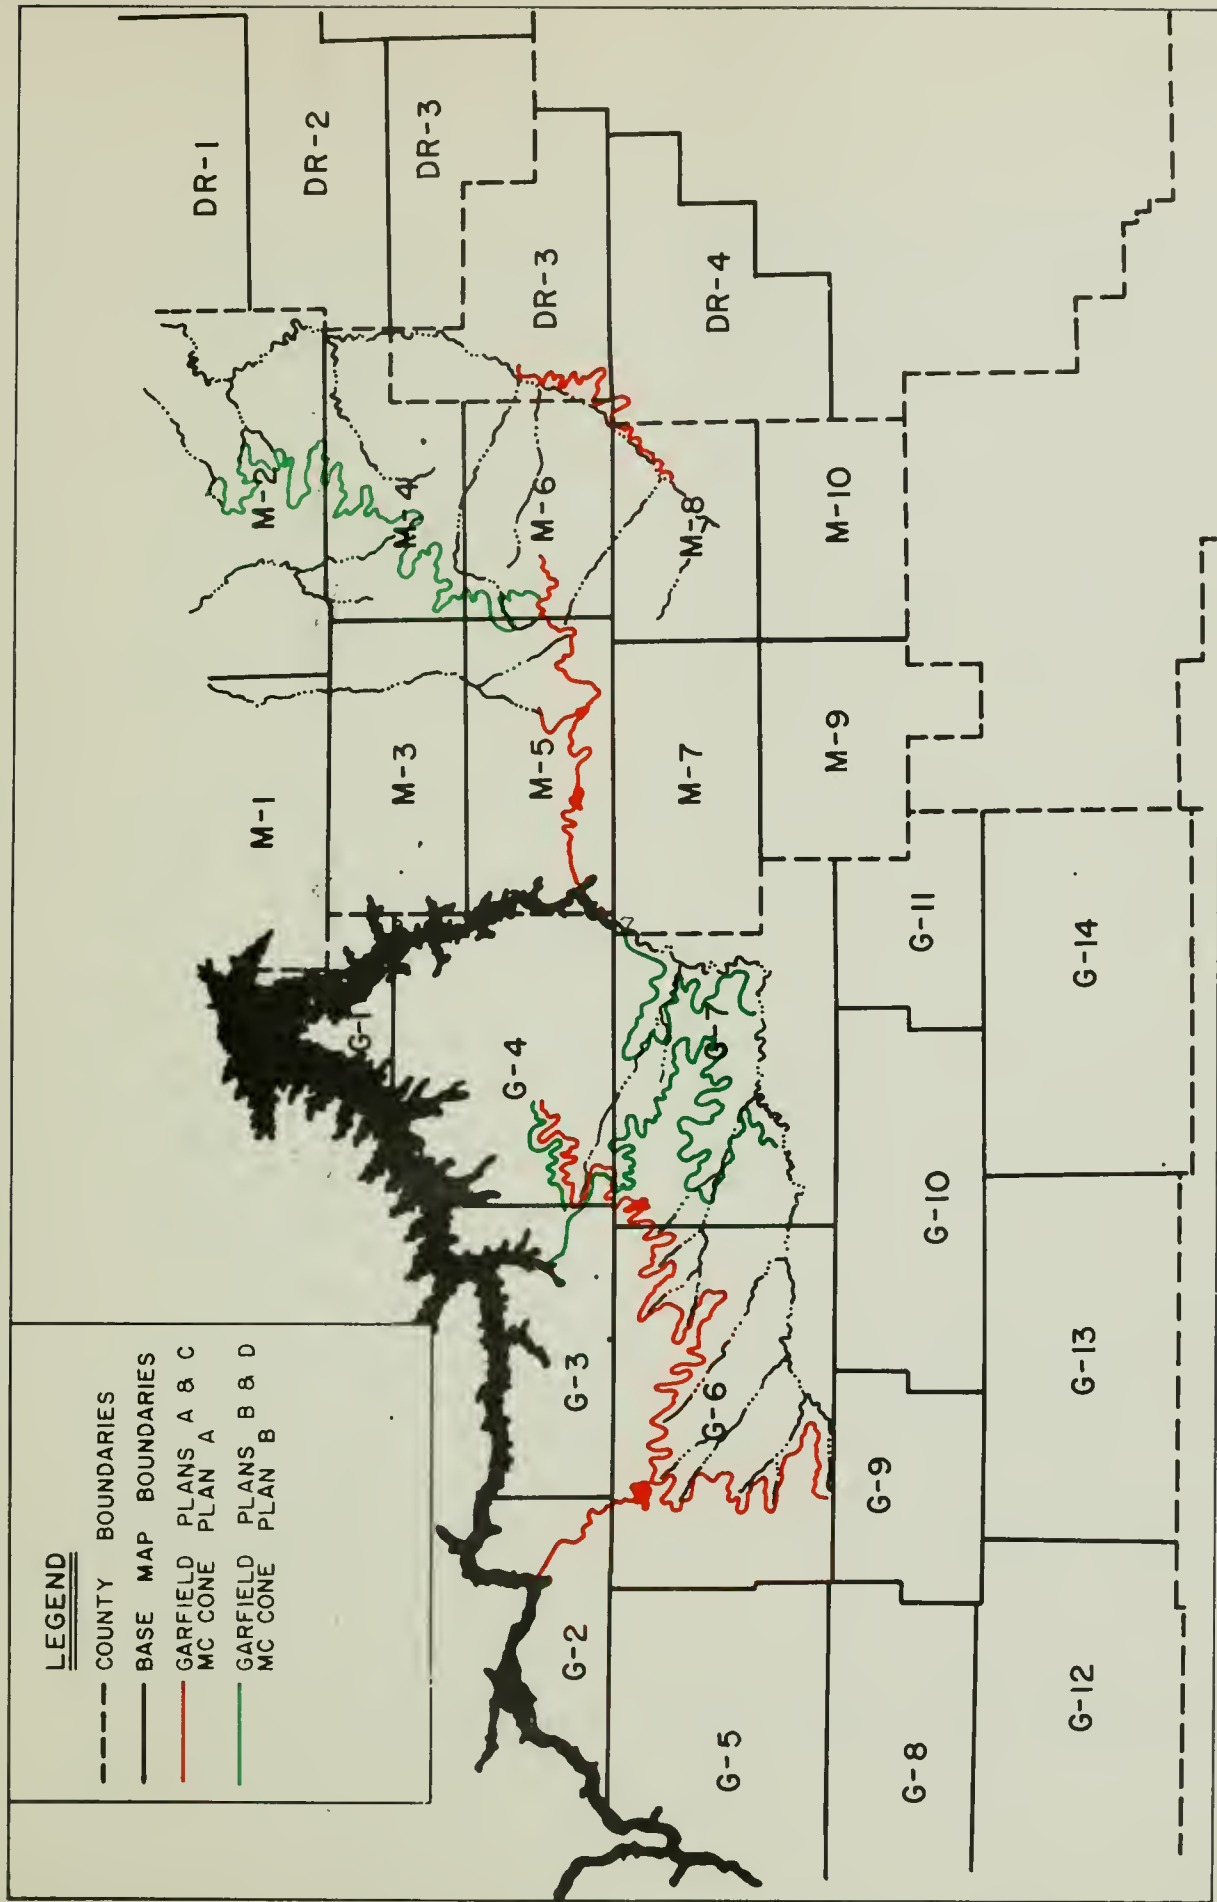 LEGEND
COUNTY BOUNDARIES
BASE MAP BOUNDARIES
GARFIELD PLANS A & C
MC CONE PLAN A
GARFIELD PLANS B & D
MC CONE PLAN B
DR-1
DR-2
DR-3
DR-3
DR-4
M-1
M-2
M-3
M-4
M-5
M-6
M-7
M-8
M-9
M-10
G-1
G-2
G-3
G-4
G-5
G-6
G-7
G-8
G-9
G-10
G-11
G-12
G-13
G-14